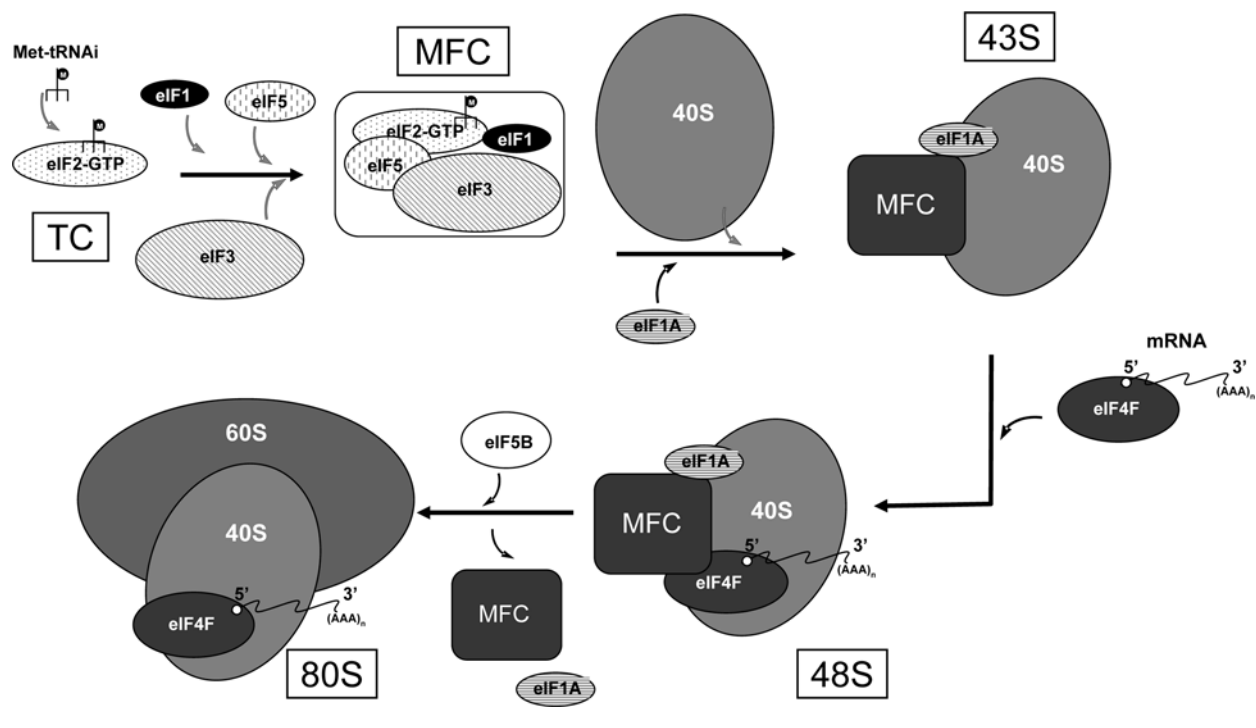 Met-tRNAi
M
M
eIF2-GTP
TC
eIF1
eIF5
eIF3
MFC
M
eIF2-GTP
eIF1
eIF5
eIF3
40S
eIF1A
43S
eIF1A
40S
MFC
mRNA
5’
3’
(AAA)n
eIF4F
eIF1A
MFC
40S
5’
3’
(AAA)n
eIF4F
48S
eIF5B
MFC
eIF1A
60S
40S
5’
3’
(AAA)n
eIF4F
80S